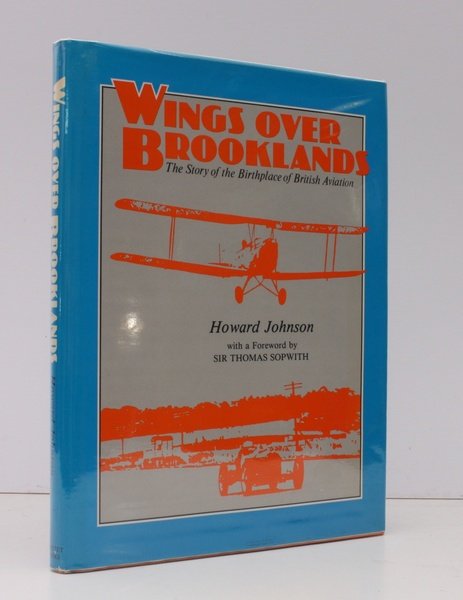 WINGS OVER
BROOKLANDS
The Story of the Birthplace of British Aviation
Howard Johnson
with a Foreword by
SIR THOMAS SOPWITH
WINGS OVER BROOKLANDS